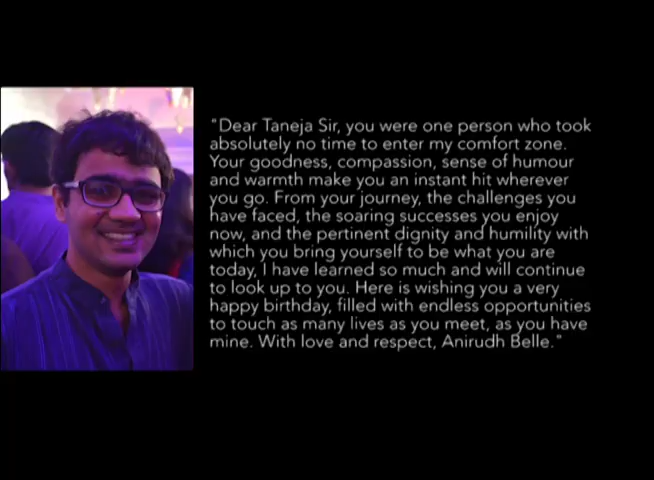 "Dear Taneja Sir, you were one person who took
absolutely no time to enter my comfort zone.
Your goodness, compassion, sense of humour
and warmth make you an instant hit wherever
you go. From your journey, the challenges you
have faced, the soaring successes you enjoy
now, and the pertinent dignity and humility with
which you bring yourself to be what you are
today, I have learned so much and will continue
to look up to you. Here is wishing you a very
happy birthday, filled with endless opportunities
to touch as many lives as you meet, as you have
mine. With love and respect, Anirudh Belle."